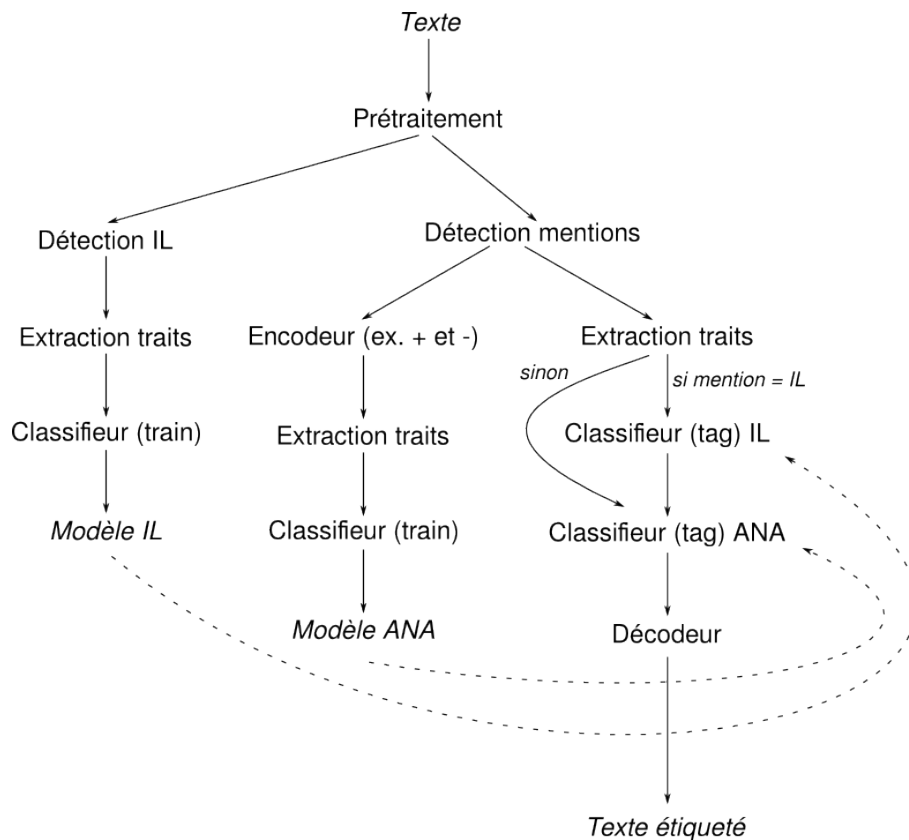 Texte
Prétraitement
Détection IL
Détection mentions
Extraction traits
Encodeur (ex. + et -)
Extraction traits
sinon
si mention = IL
Classifieur (train)
Extraction traits
Classifieur (tag) IL
Modèle IL
Classifieur (train)
Classifieur (tag) ANA
Modèle ANA
Décodeur
Texte étiqueté